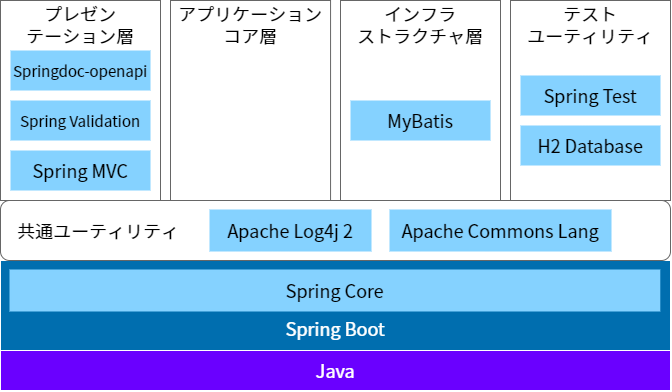 プレゼン
テーション層
Springdoc-openapi
Spring Validation
Spring MVC
アプリケーション
コア層
インフラ
ストラクチャ層
MyBatis
テスト
ユーティリティ
Spring Test
H2 Database
共通ユーティリティ
Apache Log4j 2
Apache Commons Lang
Spring Core
Spring Boot
Java